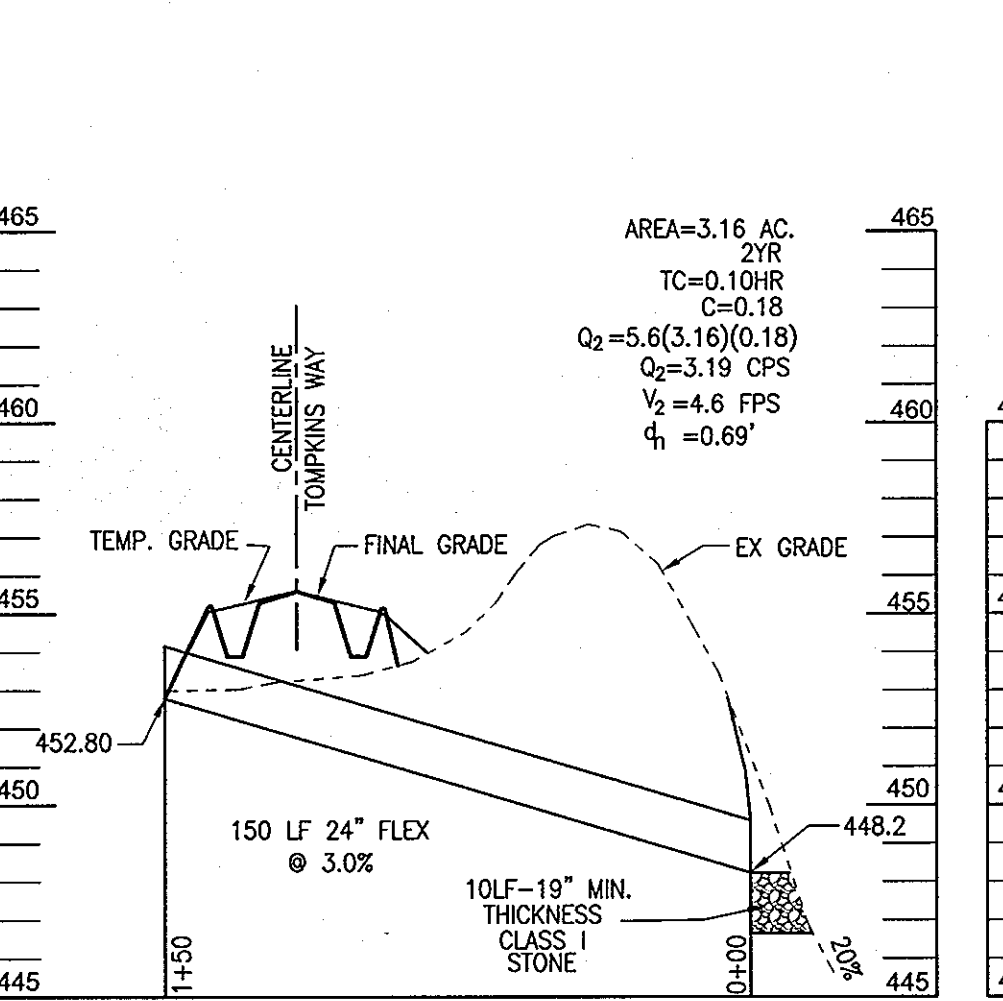 465
465
AREA=3.16 AC.
2YR
TC=0.10HR
C=0.18
Q2=5.6(3.16)(0.18)
Q2=3.19 CPS
V2=4.6 FPS
dn =0.69'
CENTERLINE
TOMPKINS WAY
460
460
TEMP. GRADE
FINAL GRADE
EX GRADE
455
455
452.80
450
450
448.2
150 LF 24" FLEX
@ 3.0%
10LF-19" MIN.
THICKNESS
CLASS I
STONE
1+50
0+00
20%
445
445